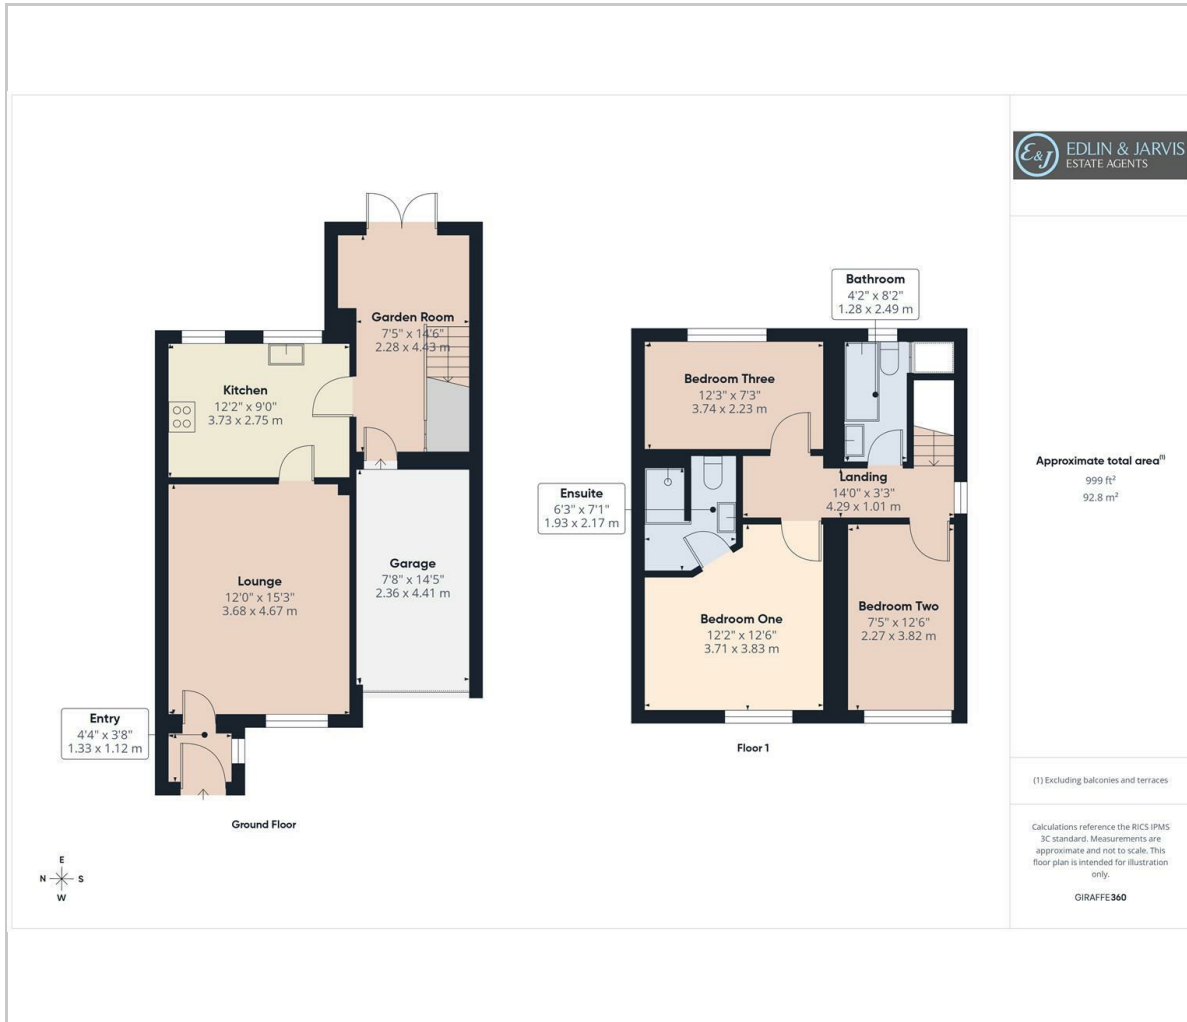 E&J EDLIN & JARVIS
ESTATE AGENTS
Garden Room
7'5" x 14'6"
2.28 x 4.43 m
Kitchen
12'2" x 9'0"
3.73 x 2.75 m
Lounge
12'0" x 15'3"
3.68 x 4.67 m
Garage
7'8" x 14'5"
2.36 x 4.41 m
Entry
4'4" x 3'8"
1.33 x 1.12 m
Ground Floor
Bathroom
4'2" x 8'2"
1.28 x 2.49 m
Bedroom Three
12'3" x 7'3"
3.74 x 2.23 m
Landing
14'0" x 3'3"
4.29 x 1.01 m
Ensuite
6'3" x 7'1"
1.93 x 2.17 m
Bedroom One
12'2" x 12'6"
3.71 x 3.83 m
Bedroom Two
7'5" x 12'6"
2.27 x 3.82 m
Floor 1
E
N S
W
Approximate total area(1)
999 ft²
92.8 m²
(1) Excluding balconies and terraces
Calculations reference the RICS IPMS
3C standard. Measurements are
approximate and not to scale. This
floor plan is intended for illustration
only.
GIRAFFE360